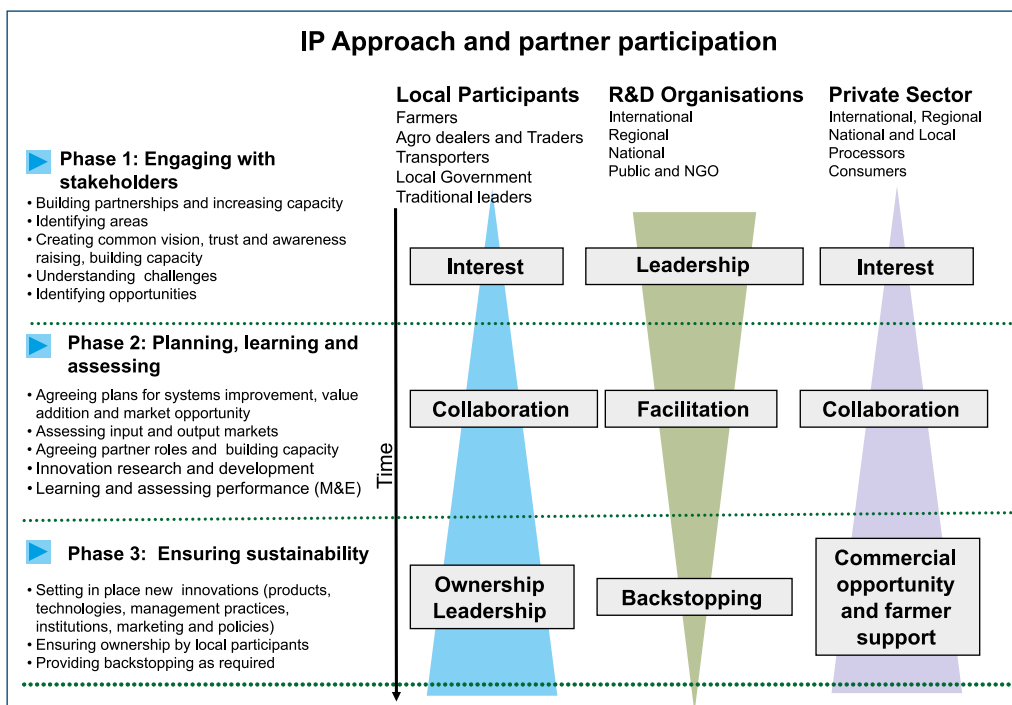 IP Approach and partner participation
Local Participants
Farmers
Agro dealers and Traders
Transporters
Local Government
Traditional leaders
R&D Organisations
International
Regional
National
Public and NGO
Private Sector
International, Regional
National and Local
Processors
Consumers
Phase 1: Engaging with
stakeholders
• Building partnerships and increasing capacity
• Identifying areas
• Creating common vision, trust and awareness
raising, building capacity
• Understanding challenges
• Identifying opportunities
Interest
Leadership
Interest
Phase 2: Planning, learning and
assessing
• Agreeing plans for systems improvement, value
addition and market opportunity
• Assessing input and output markets
• Agreeing partner roles and building capacity
• Innovation research and development
• Learning and assessing performance (M&E)
Time
Collaboration
Facilitation
Collaboration
Phase 3: Ensuring sustainability
• Setting in place new innovations (products,
technologies, management practices,
institutions, marketing and policies)
• Ensuring ownership by local participants
• Providing backstopping as required
Ownership
Leadership
Backstopping
Commercial
opportunity
and farmer
support